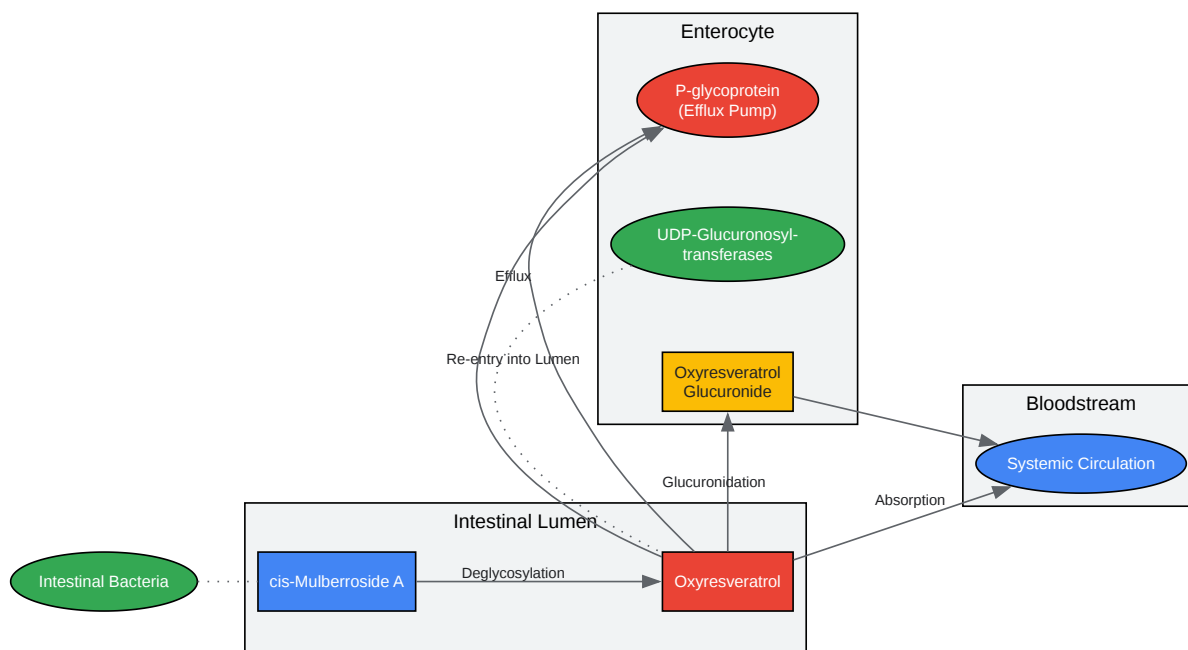 Enterocyte
P-glycoprotein
(Efflux Pump)
UDP-Glucuronosyl-
transferases
Efflux
Re-entry into Lumen
Oxyresveratrol
Glucuronide
Bloodstream
Systemic Circulation
Glucuronidation
Absorption
Intestinal Lumen
Intestinal Bacteria
cis-Mulberroside A
Deglycosylation
Oxyresveratrol